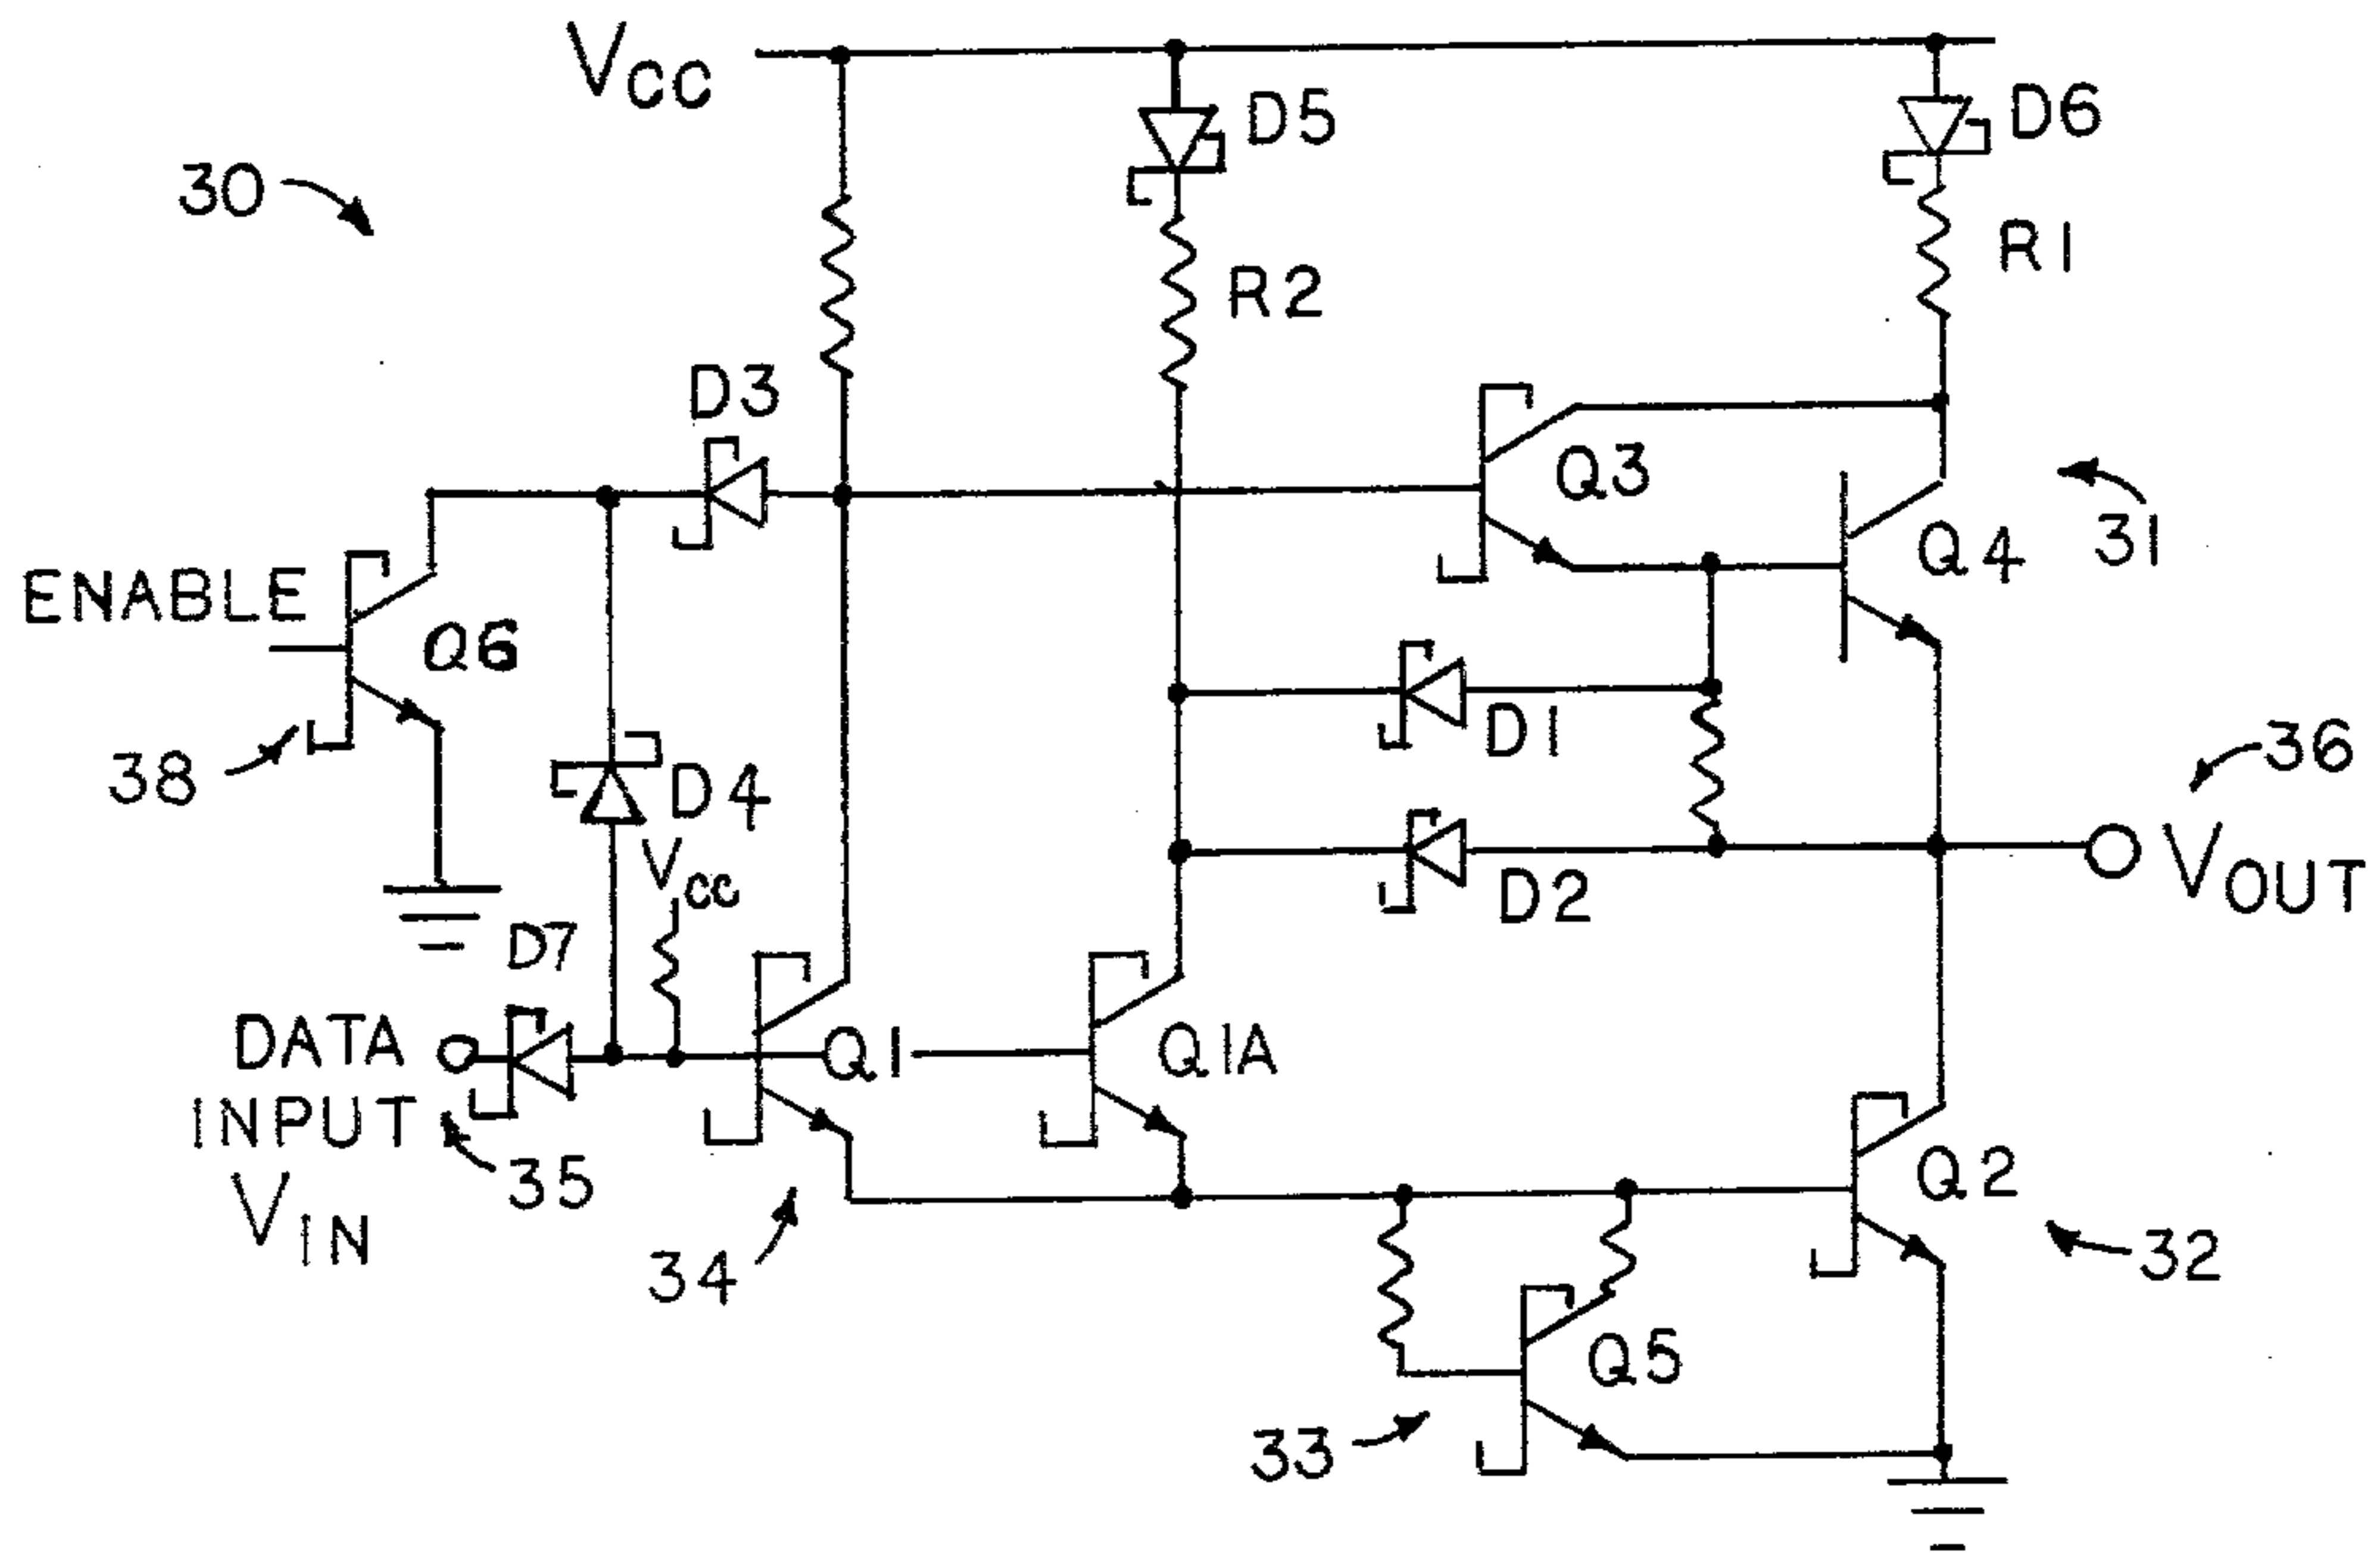 VCC
D5
D6
30
R1
R2
D3
Q3
31
Q4
ENABLE
Q6
D1
36
38
D4
VCC
VOUT
D2
D7
DATA
INPUT
VIN
Q1
Q1A
35
Q2
34
32
Q5
33